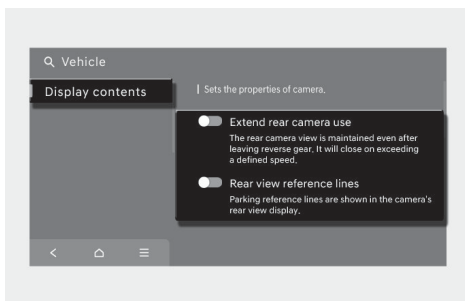 Vehicle
Display contents
Sets the properties of camera.
Extend rear camera use
The rear camera view is maintained even after
leaving reverse gear. It will close on exceeding
a defined speed.
Rear view reference lines
Parking reference lines are shown in the camera's
rear view display.